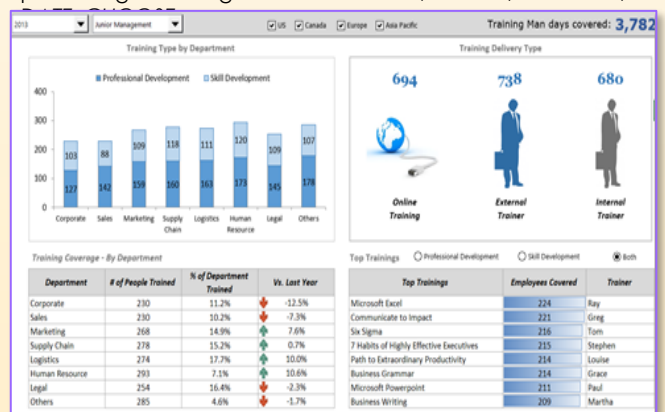 2013 Junior Management US Canada Europe Asia Pacific Training Man days covered: 3,782
Training Type by Department
Professional Development Skill Development
400
300
200
100
0
103 88 109 118 111 120 109 107
127 142 159 160 163 173 145 178
Corporate Sales Marketing Supply Chain Logistics Human Resource Legal Others
Training Delivery Type
694 738 680
Online Training External Trainer Internal Trainer
Training Coverage - By Department
Department # of People Trained % of Department Trained Vs. Last Year
Corporate 230 11.2% -12.5%
Sales 230 10.2% -7.3%
Marketing 268 14.9% 7.6%
Supply Chain 278 15.2% 0.7%
Logistics 274 17.7% 10.0%
Human Resource 293 7.1% 10.6%
Legal 254 16.4% -2.3%
Others 285 4.6% -1.7%
Top Trainings Professional Development Skill Development Both
Top Trainings Employees Covered Trainer
Microsoft Excel 224 Ray
Communicate to Impact 221 Greg
Six Sigma 216 Tom
7 Habits of Highly Effective Executives 215 Stephen
Path to Extraordinary Productivity 214 Louise
Business Grammar 214 Grace
Microsoft Powerpoint 211 Paul
Business Writing 209 Martha